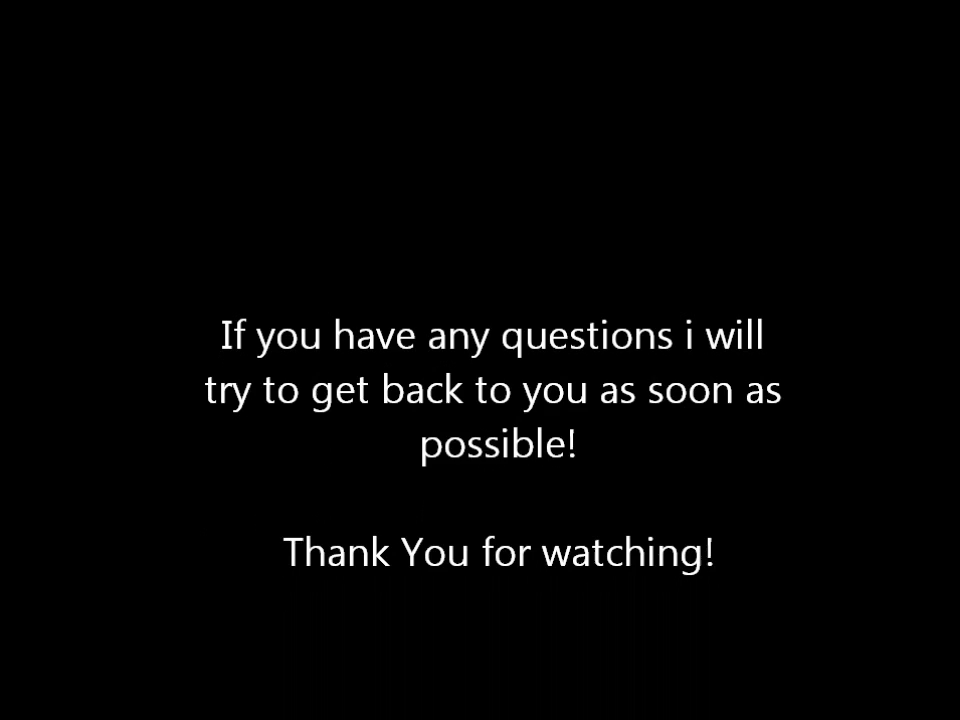 If you have any questions i will
try to get back to you as soon as
possible!
Thank You for watching!